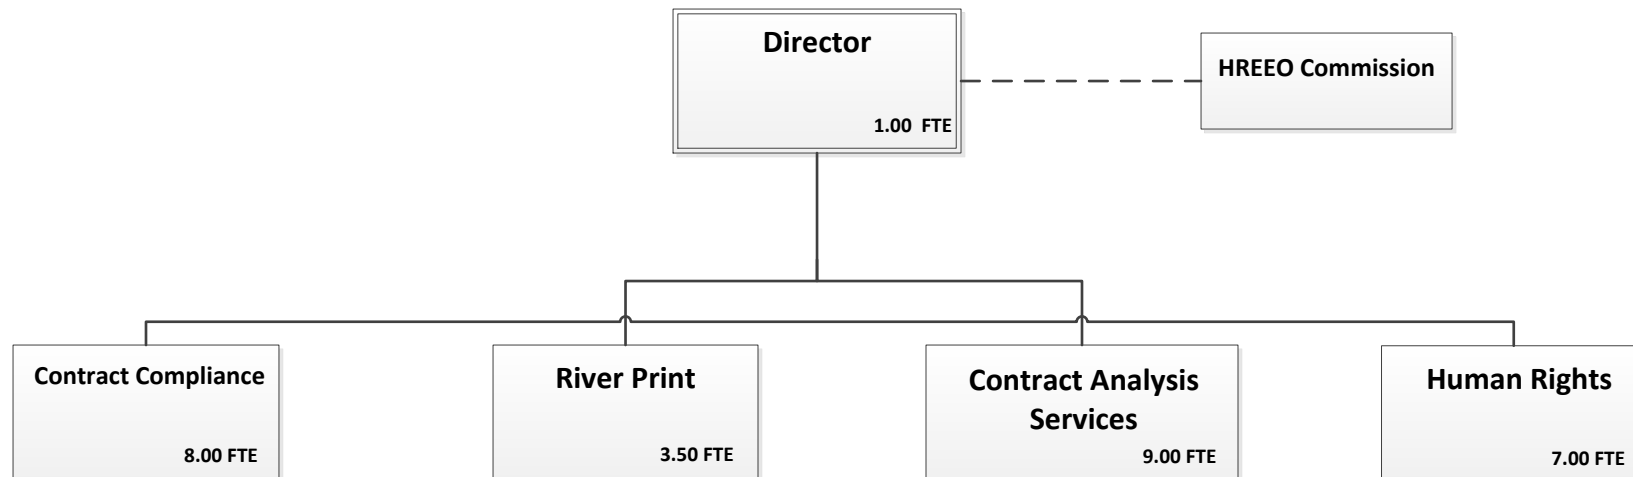 Director
1.00  FTE
HREEO Commission
Contract Compliance
8.00 FTE
River Print
3.50 FTE
Contract Analysis
Services
9.00 FTE
Human Rights
7.00 FTE